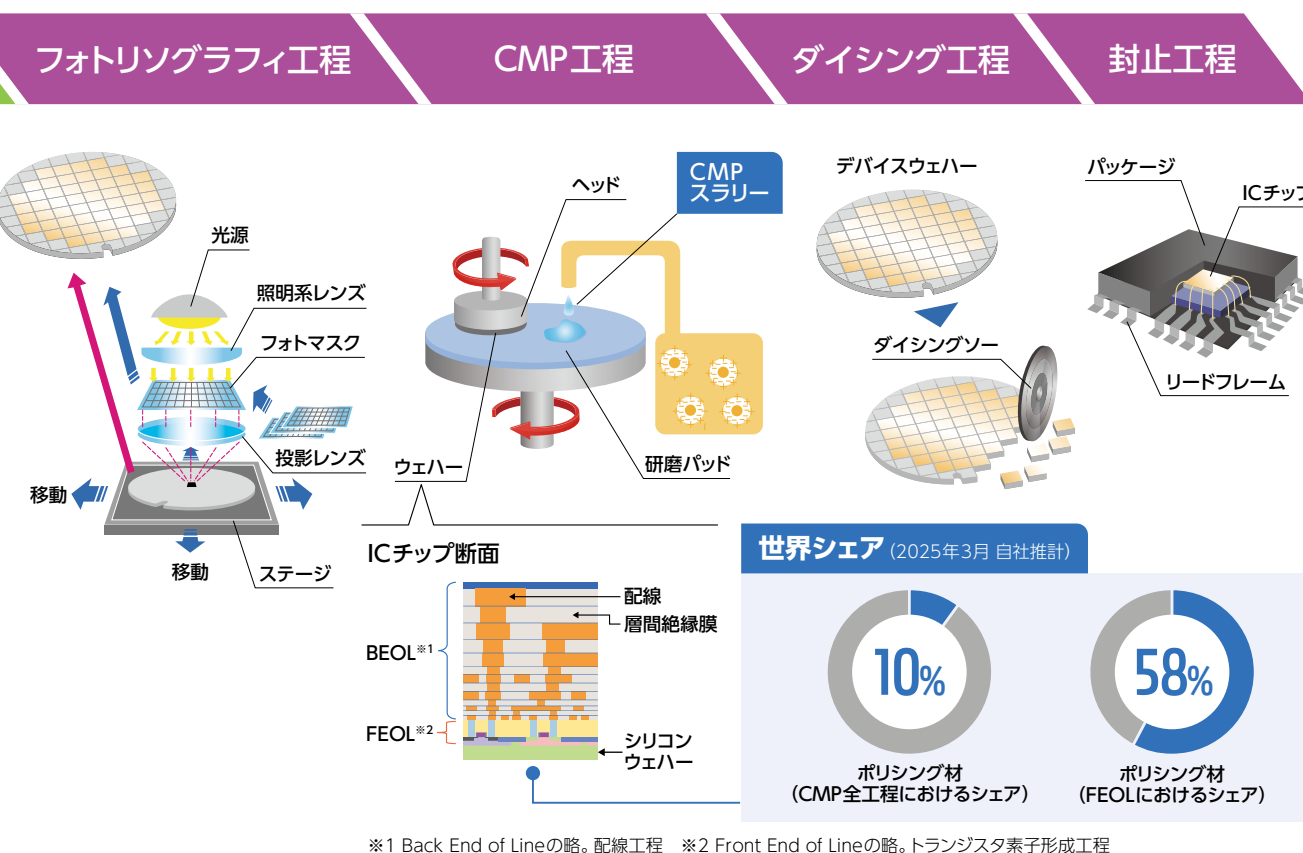 フォトリソグラフィ工程
CMP工程
ダイシング工程
封止工程
光源
照明系レンズ
フォトマスク
投影レンズ
移動
移動
ステージ
ヘッド
CMP
スラリー
ウェハー
研磨パッド
デバイスウェハー
ダイシングソー
パッケージ
ICチップ
リードフレーム
ICチップ断面
配線
層間絶縁膜
BEOL※1
FEOL※2
シリコン
ウェハー
世界シェア(2025年3月 自社推計)
10%
ポリシング材
(CMP全工程におけるシェア)
58%
ポリシング材
(FEOLにおけるシェア)
※1 Back End of Lineの略。配線工程 ※2 Front End of Lineの略。トランジスタ素子形成工程